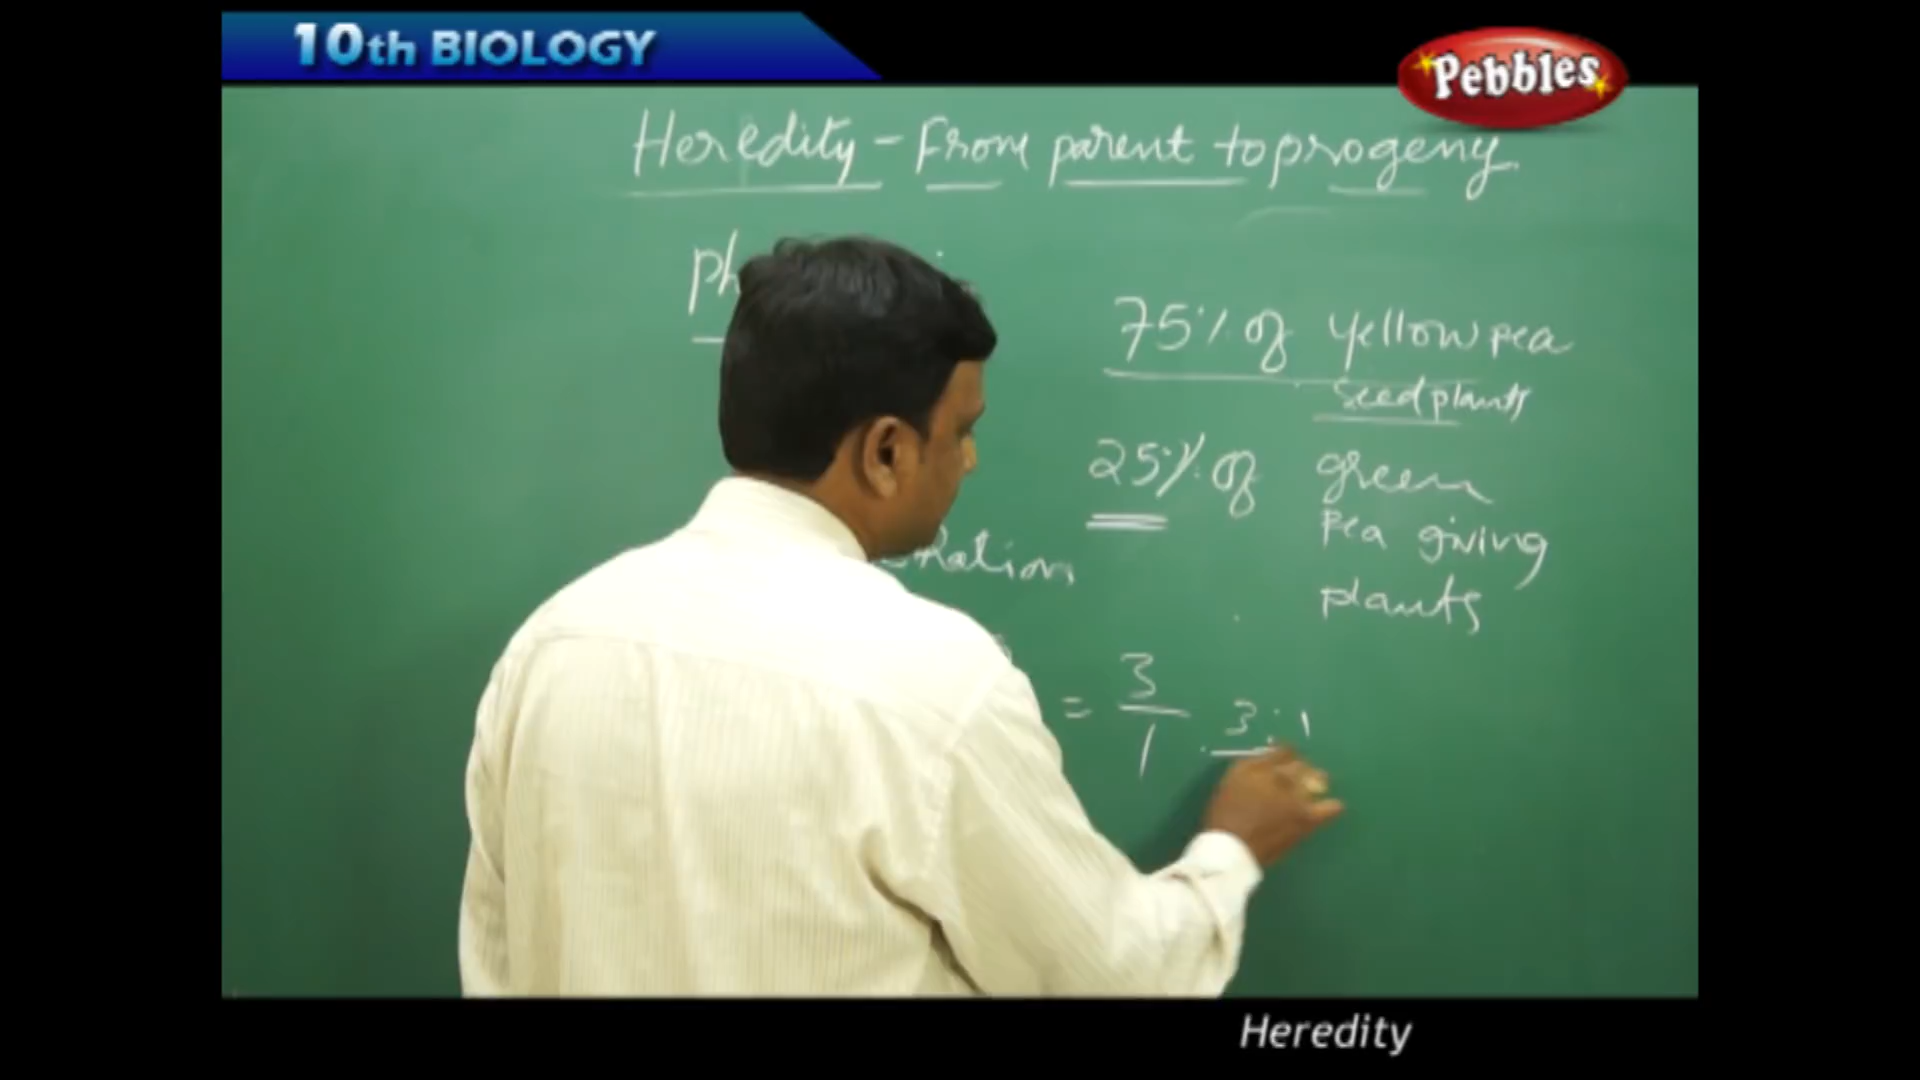 10th BIOLOGY
Pebbles
Heredity - From parent to progeny
75% of yellow pea
seed plants
25% of green
Pea giving
plants
= 3/1 3:1
Heredity